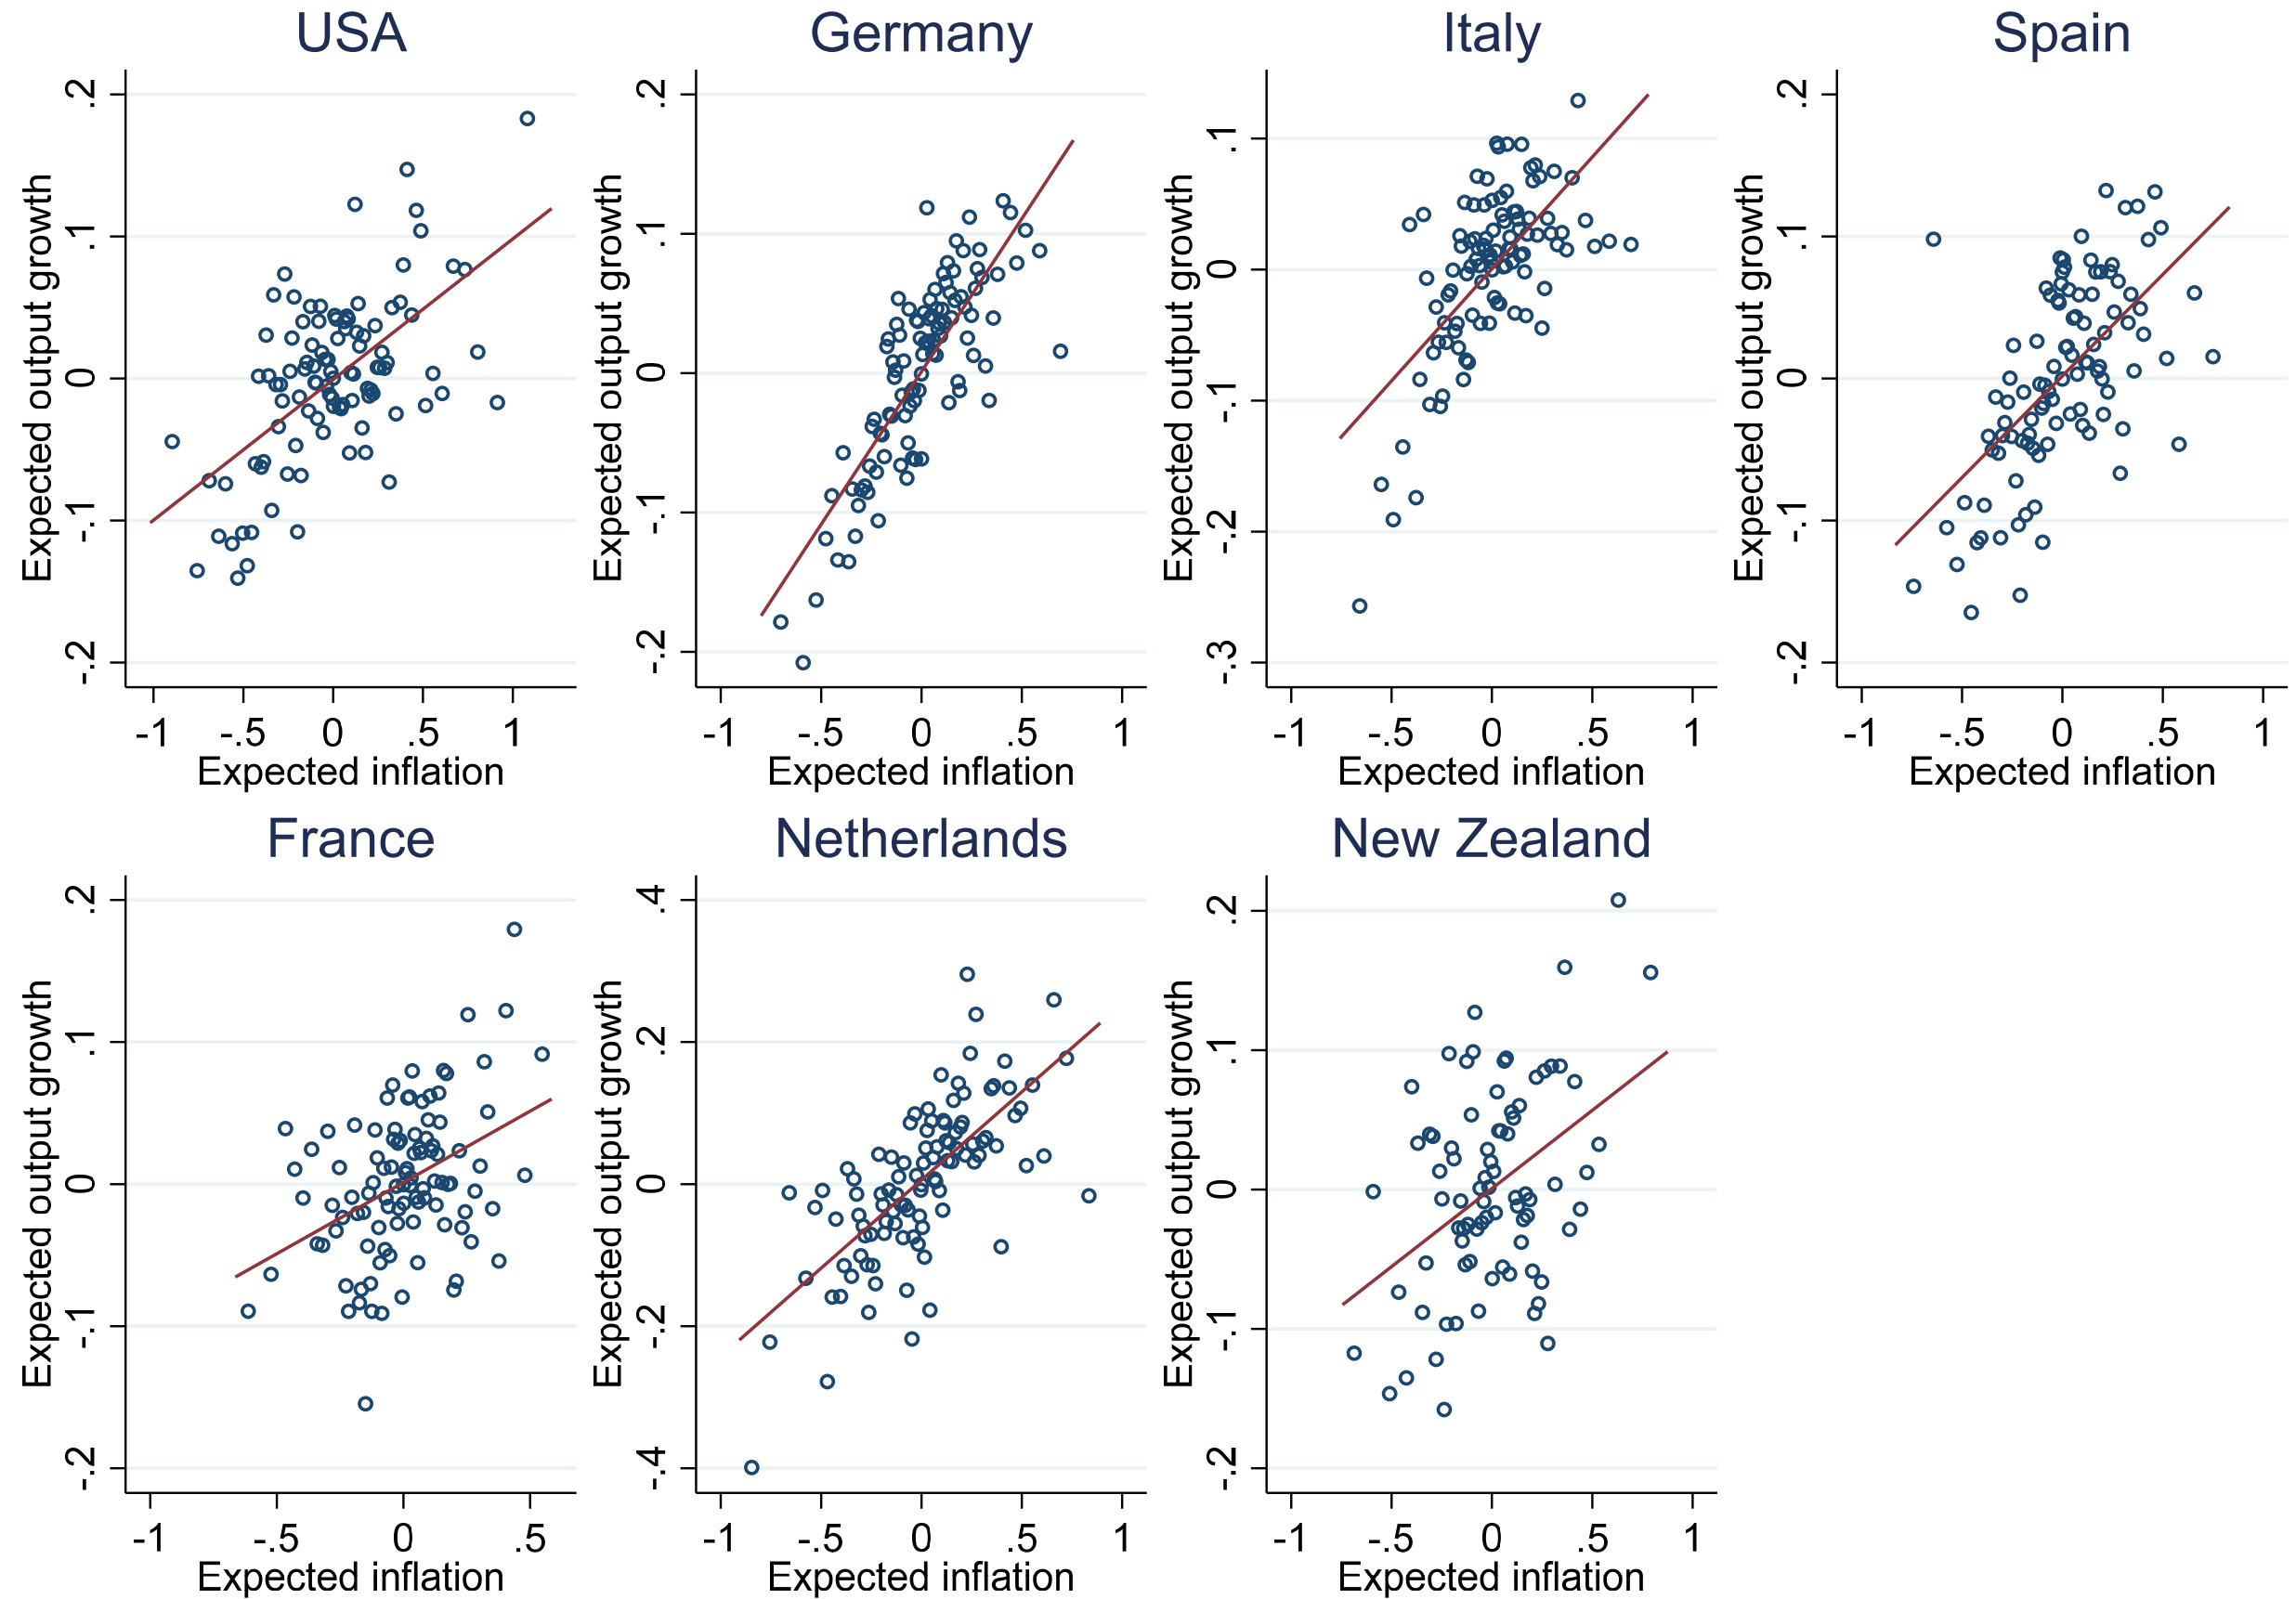 USA
Expected output growth
.2
.1
0
-.1
-.2
-1 -.5 0 .5 1
Expected inflation
Germany
Expected output growth
.2
.1
0
-.1
-.2
-1 -.5 0 .5 1
Expected inflation
Italy
Expected output growth
.1
0
-.1
-.2
-.3
-1 -.5 0 .5 1
Expected inflation
Spain
Expected output growth
.2
.1
0
-.1
-.2
-1 -.5 0 .5 1
Expected inflation
France
Expected output growth
.2
.1
0
-.1
-.2
-1 -.5 0 .5
Expected inflation
Netherlands
Expected output growth
.4
.2
0
-.2
-.4
-1 -.5 0 .5 1
Expected inflation
New Zealand
Expected output growth
.2
.1
0
-.1
-.2
-1 -.5 0 .5 1
Expected inflation